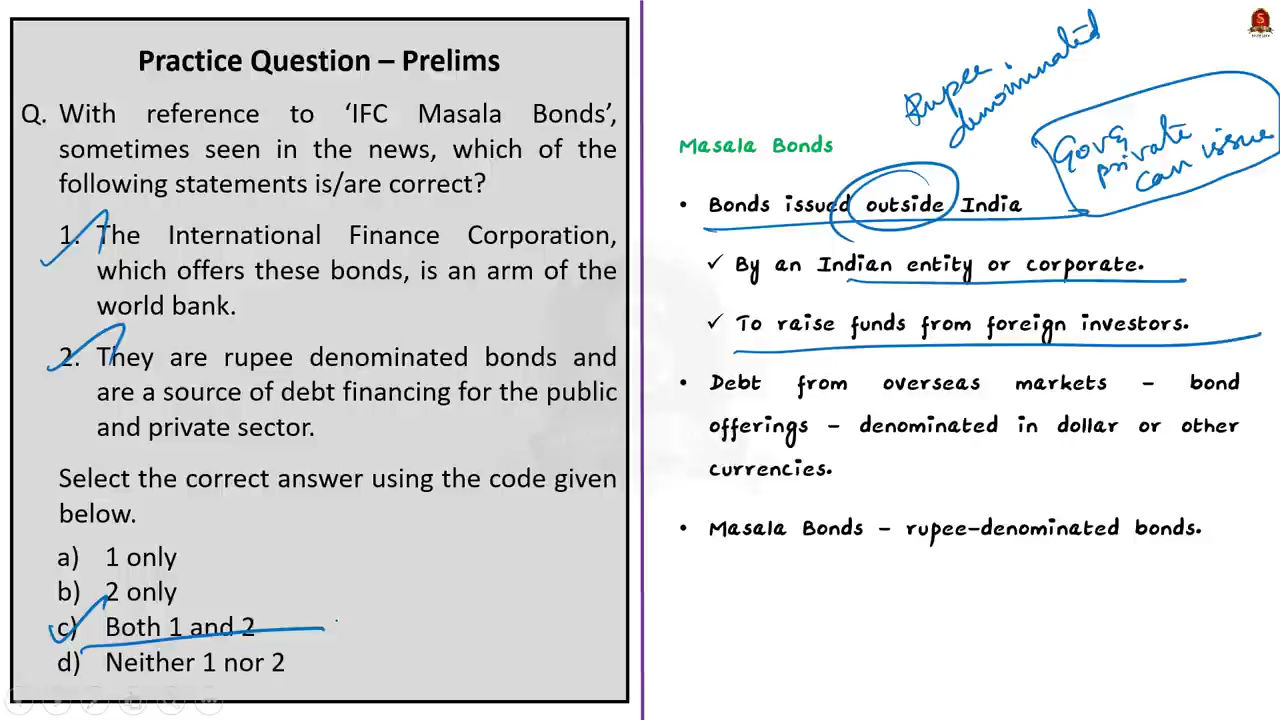 Practice Question – Prelims
Q. With reference to ‘IFC Masala Bonds’,
sometimes seen in the news, which of the
following statements is/are correct?
1. The International Finance Corporation,
which offers these bonds, is an arm of the
world bank.
2. They are rupee denominated bonds and
are a source of debt financing for the public
and private sector.
Select the correct answer using the code given
below.
a) 1 only
b) 2 only
c) Both 1 and 2
d) Neither 1 nor 2
Rupee
denominated
Masala Bonds
Gov &
private
can issue
• Bonds issued outside India
✓ By an Indian entity or corporate.
✓ To raise funds from foreign investors.
• Debt from overseas markets – bond
offerings – denominated in dollar or other
currencies.
• Masala Bonds – rupee-denominated bonds.